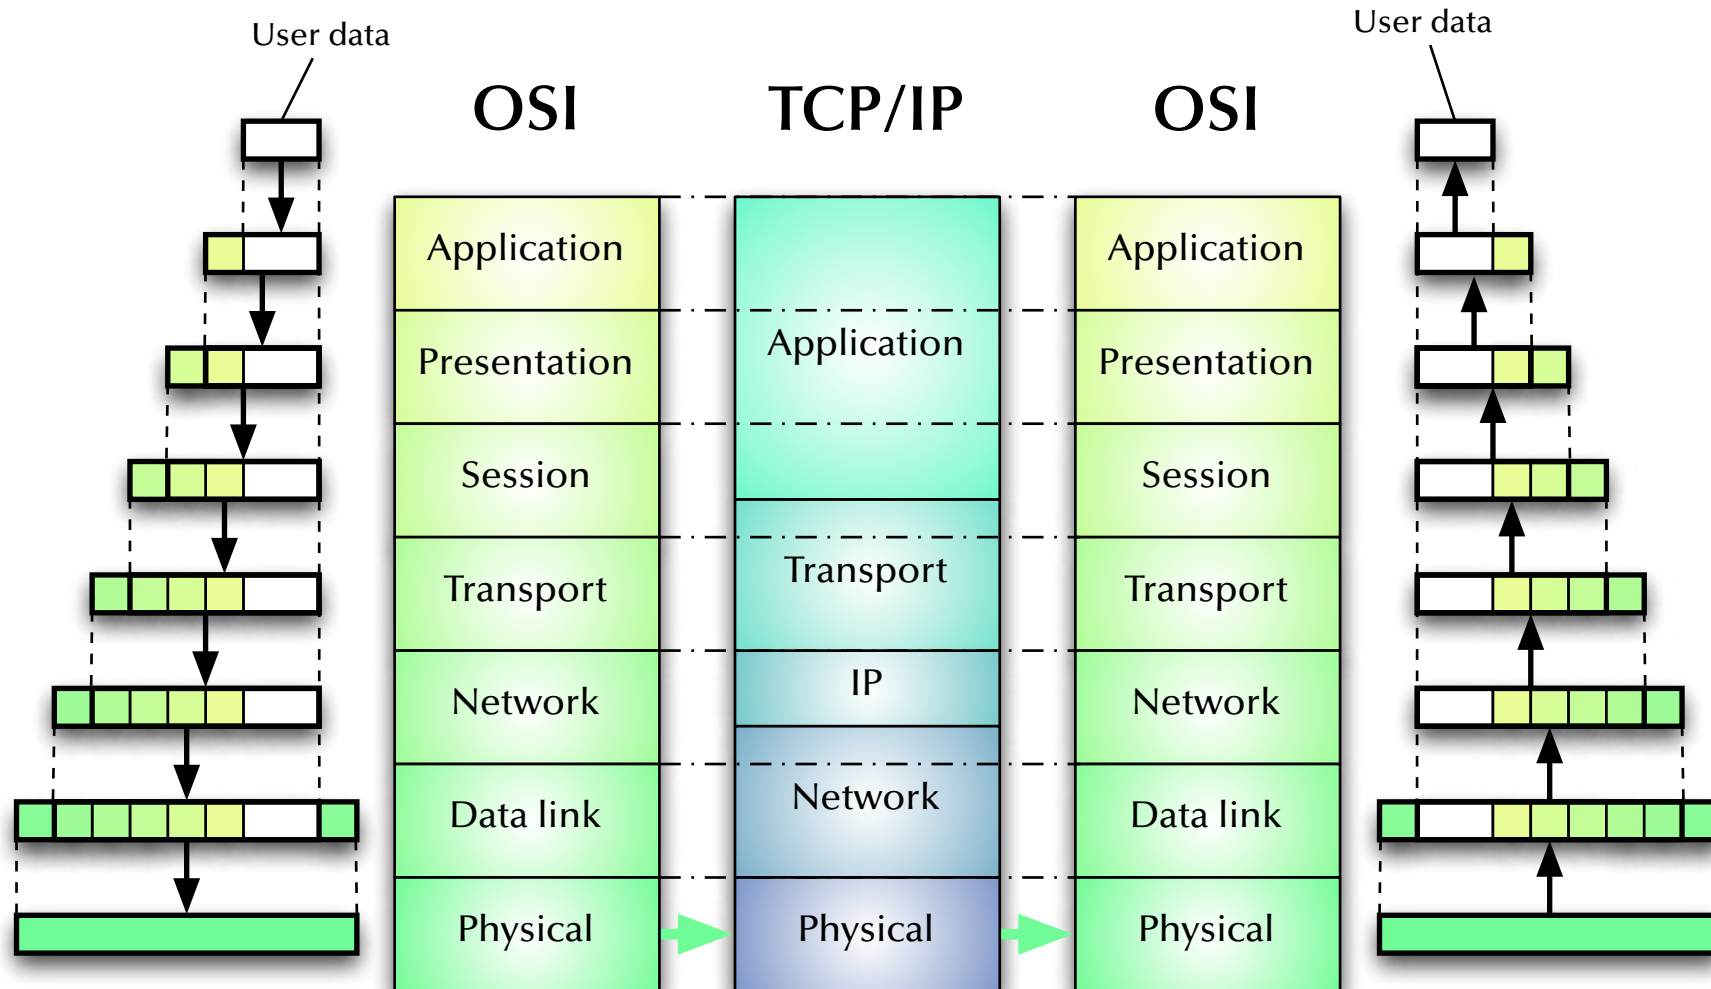 User data
User data
OSI
TCP/IP
OSI
Application
Presentation
Session
Transport
Network
Data link
Physical
Application
Transport
IP
Network
Physical
Application
Presentation
Session
Transport
Network
Data link
Physical